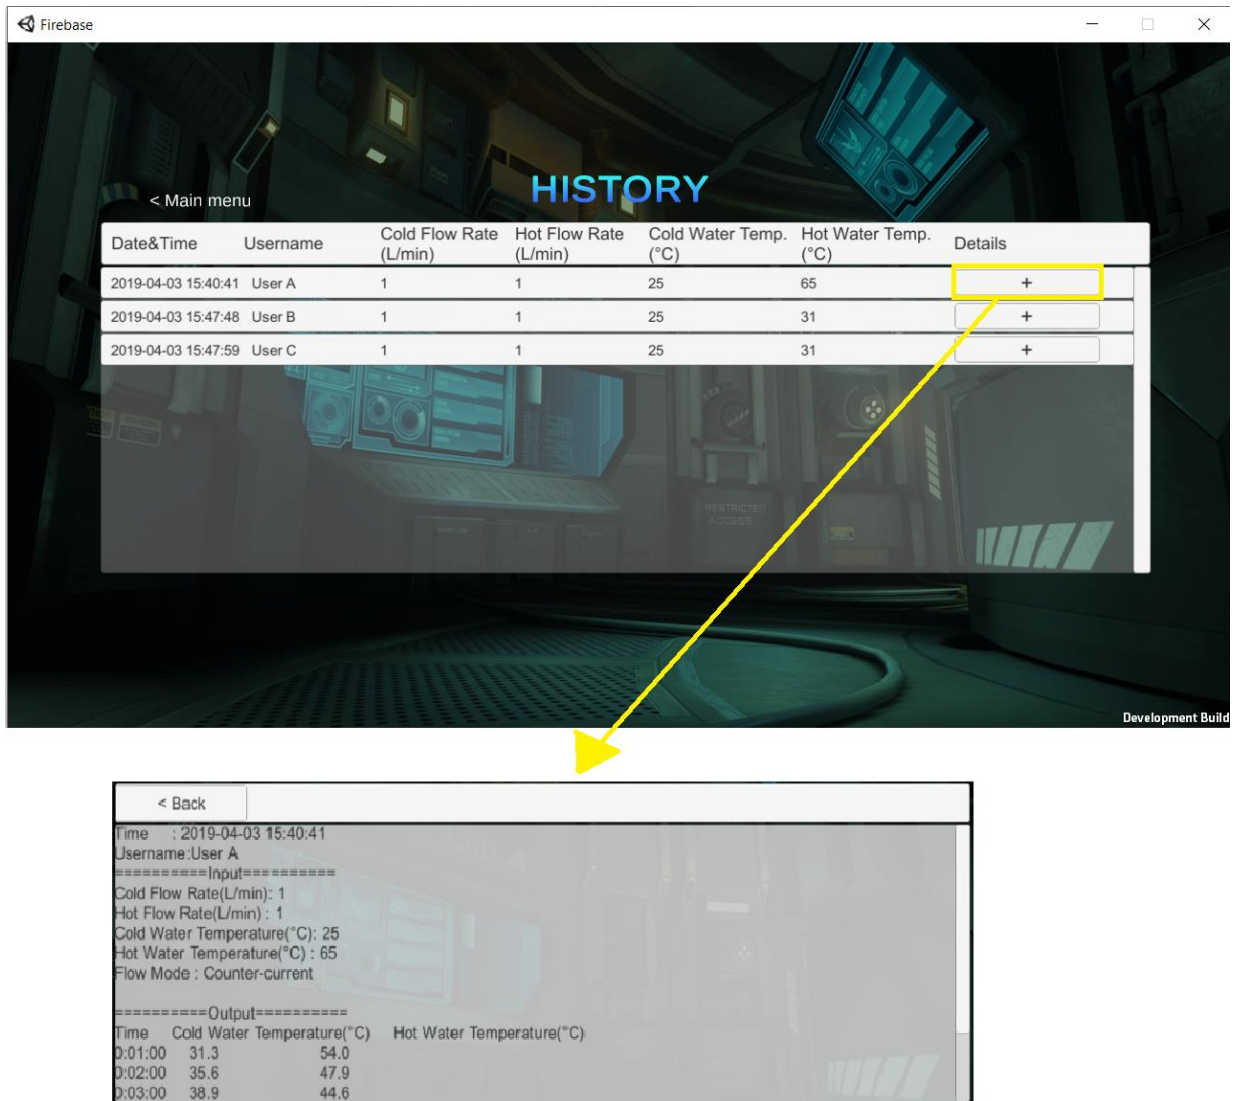 Firebase
HISTORY
< Main menu
Date&Time Username Cold Flow Rate (L/min) Hot Flow Rate (L/min) Cold Water Temp. (°C) Hot Water Temp. (°C) Details
2019-04-03 15:40:41 User A 1 1 25 65 +
2019-04-03 15:47:48 User B 1 1 25 31 +
2019-04-03 15:47:59 User C 1 1 25 31 +
RESTRICTED
ACCESS
Development Build
< Back
Time : 2019-04-03 15:40:41
Username:User A
==========Input==========
Cold Flow Rate(L/min): 1
Hot Flow Rate(L/min) : 1
Cold Water Temperature(°C): 25
Hot Water Temperature(°C) : 65
Flow Mode : Counter-current
==========Output==========
Time Cold Water Temperature(°C) Hot Water Temperature(°C)
0:01:00 31.3 54.0
0:02:00 35.6 47.9
0:03:00 38.9 44.6